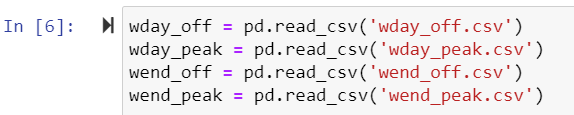 In [6]:
wday_off = pd.read_csv('wday_off.csv')
wday_peak = pd.read_csv('wday_peak.csv')
wend_off = pd.read_csv('wend_off.csv')
wend_peak = pd.read_csv('wend_peak.csv')